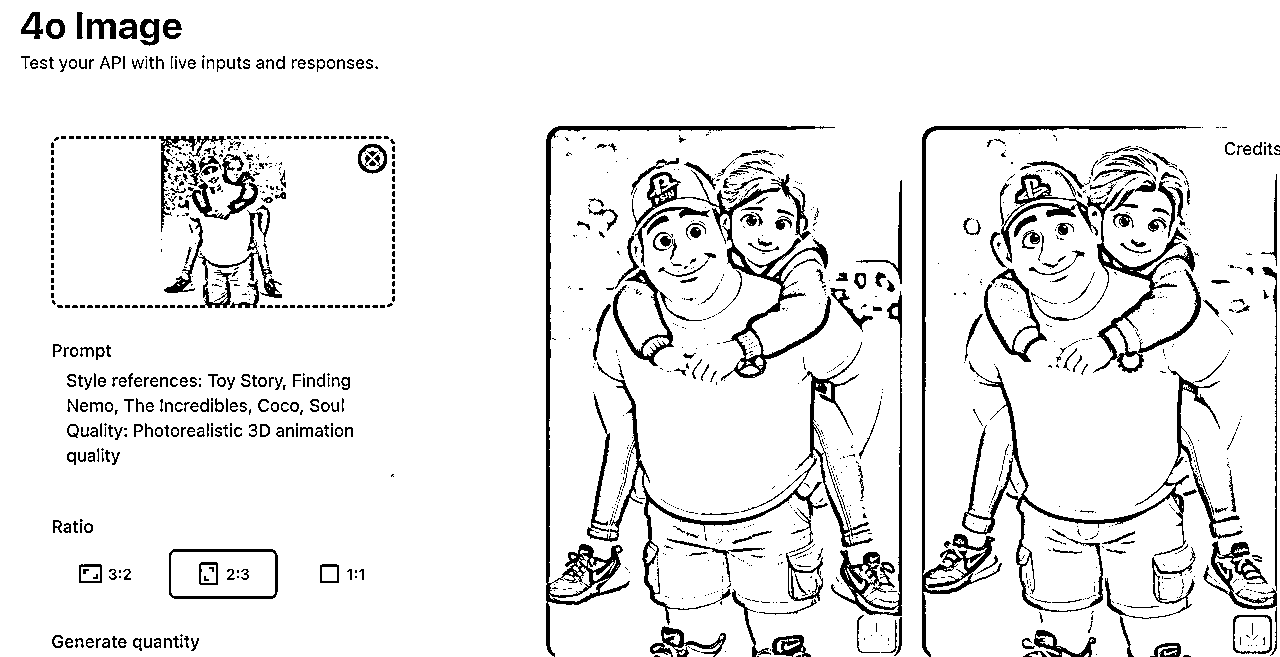 4o Image
Test your API with live inputs and responses.
Credits
Prompt
Style references: Toy Story, Finding
Nemo, The Incredibles, Coco, Soul
Quality: Photorealistic 3D animation
quality
Ratio
3:2
2:3
1:1
Generate quantity